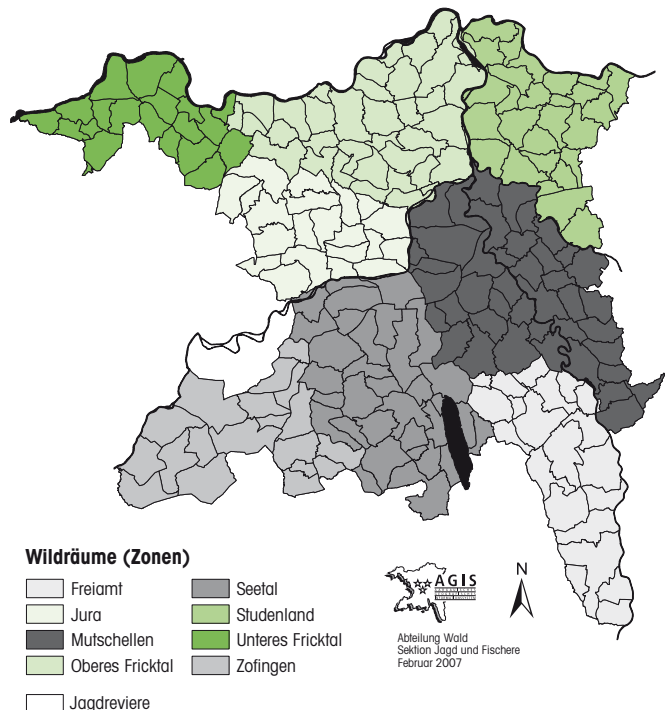 Wildräume (Zonen)
Freiamt
Jura
Mutschellen
Oberes Fricktal
Jagdreviere
Seetal
Studenland
Unteres Fricktal
Zofingen
AGIS
Abteilung Wald
Sektion Jagd und Fischere
Februar 2007
N